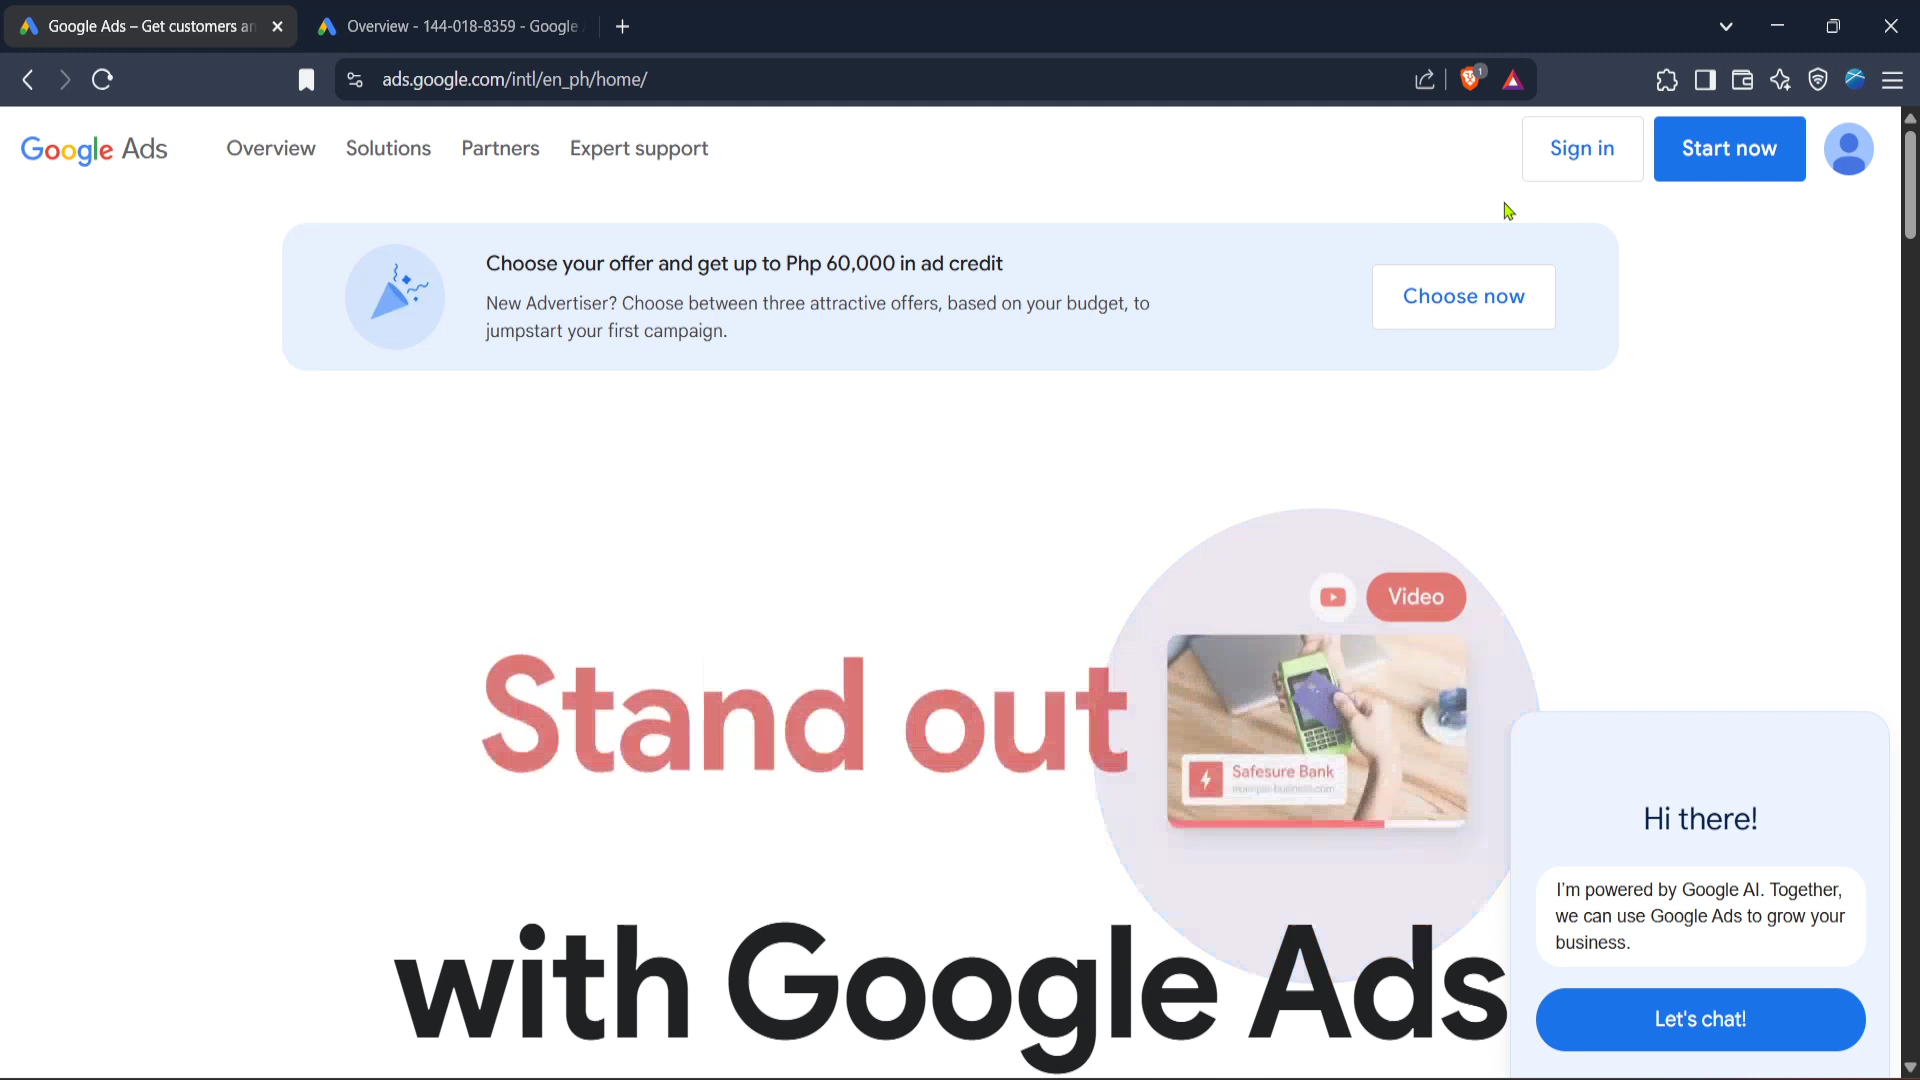 Google Ads – Get customers an
Overview - 144-018-8359 - Google
ads.google.com/intl/en_ph/home/
1
Google Ads
Overview
Solutions
Partners
Expert support
Sign in
Start now
Choose your offer and get up to Php 60,000 in ad credit
New Advertiser? Choose between three attractive offers, based on your budget, to
jumpstart your first campaign.
Choose now
Video
Stand out
Safesure Bank
with Google Ads
Hi there!
I'm powered by Google AI. Together,
we can use Google Ads to grow your
business.
Let's chat!